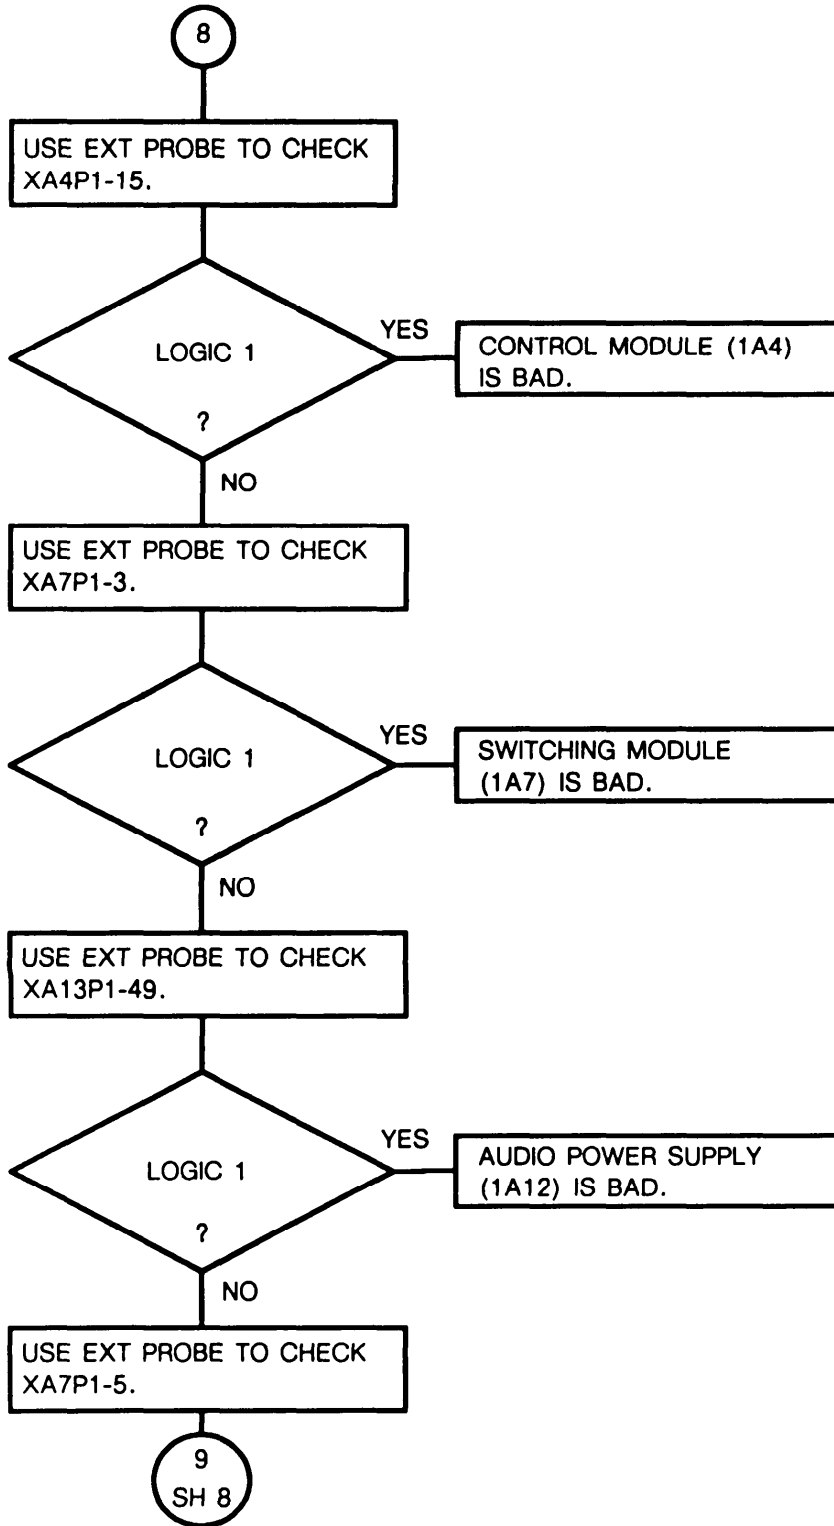 8
USE EXT PROBE TO CHECK
XA4P1-15.
LOGIC 1
?
YES
CONTROL MODULE (1A4)
IS BAD.
NO
USE EXT PROBE TO CHECK
XA7P1-3.
LOGIC 1
?
YES
SWITCHING MODULE
(1A7) IS BAD.
NO
USE EXT PROBE TO CHECK
XA13P1-49.
LOGIC 1
?
YES
AUDIO POWER SUPPLY
(1A12) IS BAD.
NO
USE EXT PROBE TO CHECK
XA7P1-5.
9
SH 8